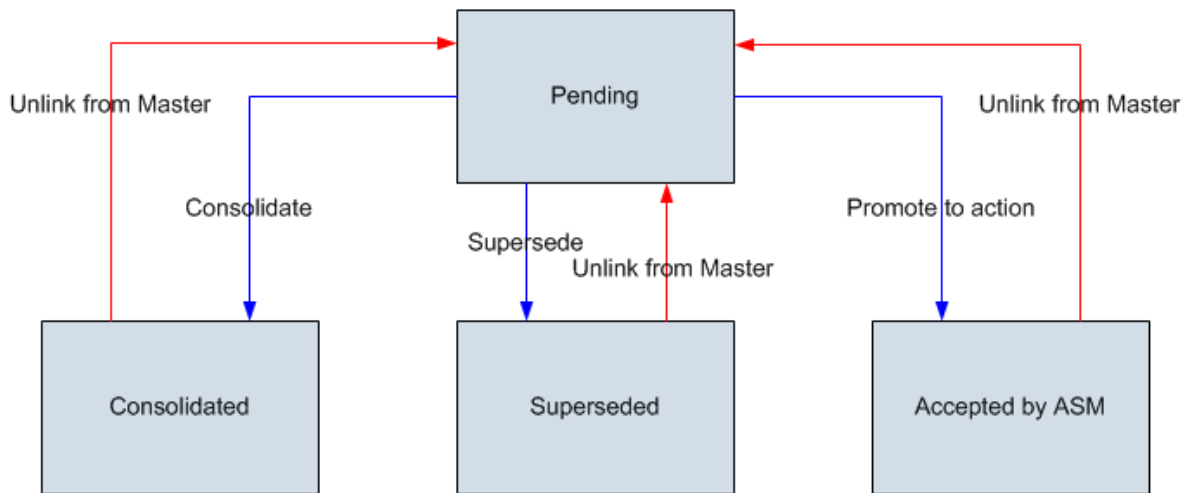 Pending
Unlink from Master
Unlink from Master
Consolidate
Promote to action
Supersede
Unlink from Master
Consolidated
Superseded
Accepted by ASM